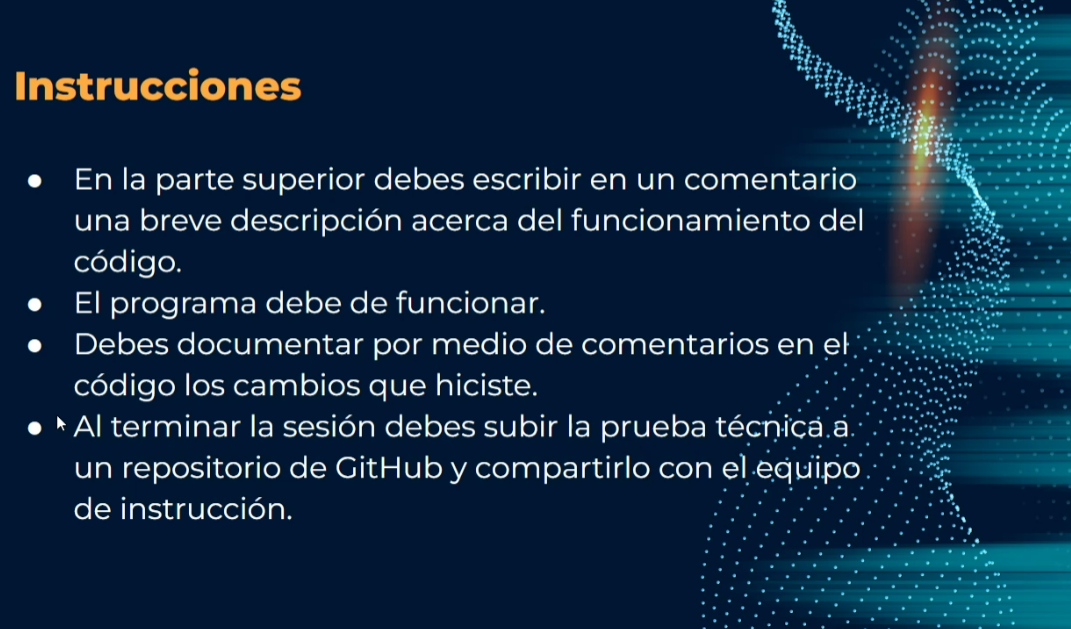 Instrucciones
● En la parte superior debes escribir en un comentario
una breve descripción acerca del funcionamiento del
código.
● El programa debe de funcionar.
● Debes documentar por medio de comentarios en el
código los cambios que hiciste.
● Al terminar la sesión debes subir la prueba técnica a
un repositorio de GitHub y compartirlo con el equipo
de instrucción.